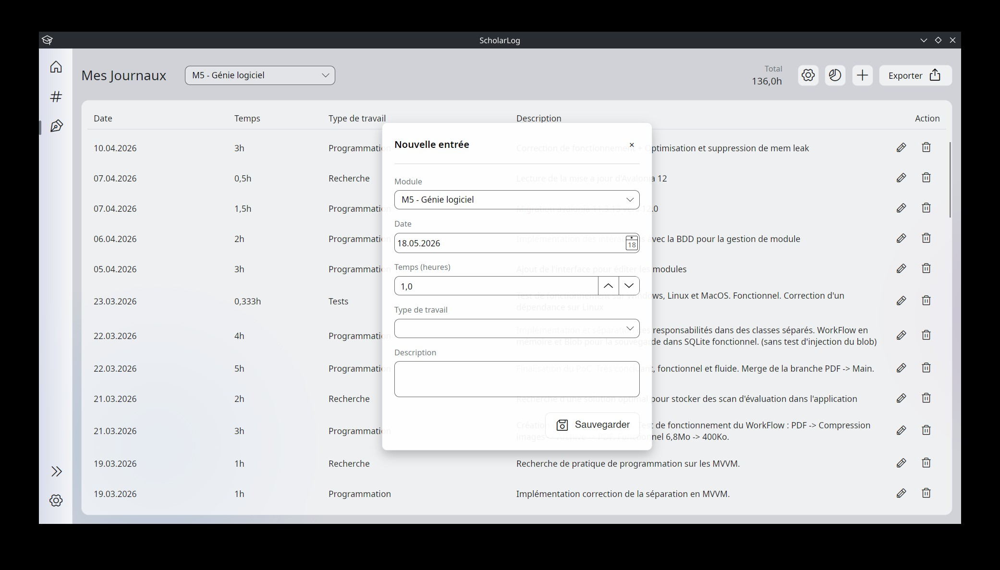 ScholarLog
Mes Journaux
M5 - Génie logiciel
Total
136,0h
Exporter
Date Temps Type de travail Description Action
10.04.2026 3h Programmation Correction de fonctionnement + Optimisation et suppression de mem leak
07.04.2026 0,5h Recherche Lecture de la mise a jour d'Avalonia 12
07.04.2026 1,5h Programmation Migration avalonia 11.3.13 vers 12.0
06.04.2026 2h Programmation Implémentation des intéractions avec la BDD pour la gestion de module
05.04.2026 3h Programmation Ajout de l'interface pour éditer les modules
23.03.2026 0,333h Tests Test de fonctionnement sur Windows, Linux et MacOS. Fonctionnel. Correction d'un
dépendance sur Linux
22.03.2026 4h Programmation Implémentation et séparation des responsabilités dans des classes séparés. WorkFlow en
mémoire et Blob pour la souvegarde dans SQLite fonctionnel. (sans test d'injection du blob)
22.03.2026 5h Programmation Finalisation du PoC. Très concluant, fonctionnel et fluide. Merge de la branche PDF -> Main.
21.03.2026 2h Recherche Recherche d'une solution optimal pour stocker des scan d'évaluation dans l'application
21.03.2026 3h Programmation Création Test de fonctionnement du WorkFlow : PDF -> Compression
images -> Archive -> PDF. Fonctionnel 6,8Mo -> 400Ko.
19.03.2026 1h Recherche Recherche de pratique de programmation sur les MVVM.
19.03.2026 1h Programmation Implémentation correction de la séparation en MVVM.
Nouvelle entrée
Module
M5 - Génie logiciel
Date
18.05.2026
18
Temps (heures)
1,0
Type de travail
Description
Sauvegarder